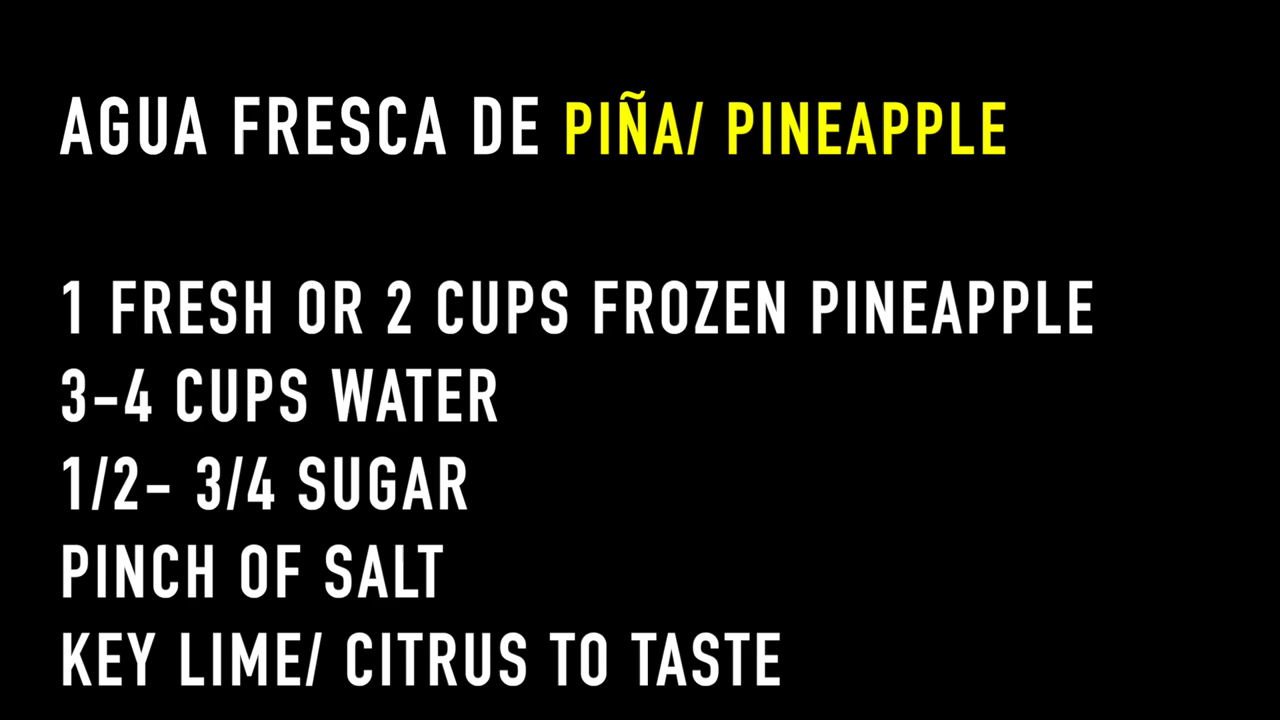 AGUA FRESCA DE PIÑA/ PINEAPPLE
1 FRESH OR 2 CUPS FROZEN PINEAPPLE
3-4 CUPS WATER
1/2- 3/4 SUGAR
PINCH OF SALT
KEY LIME/ CITRUS TO TASTE